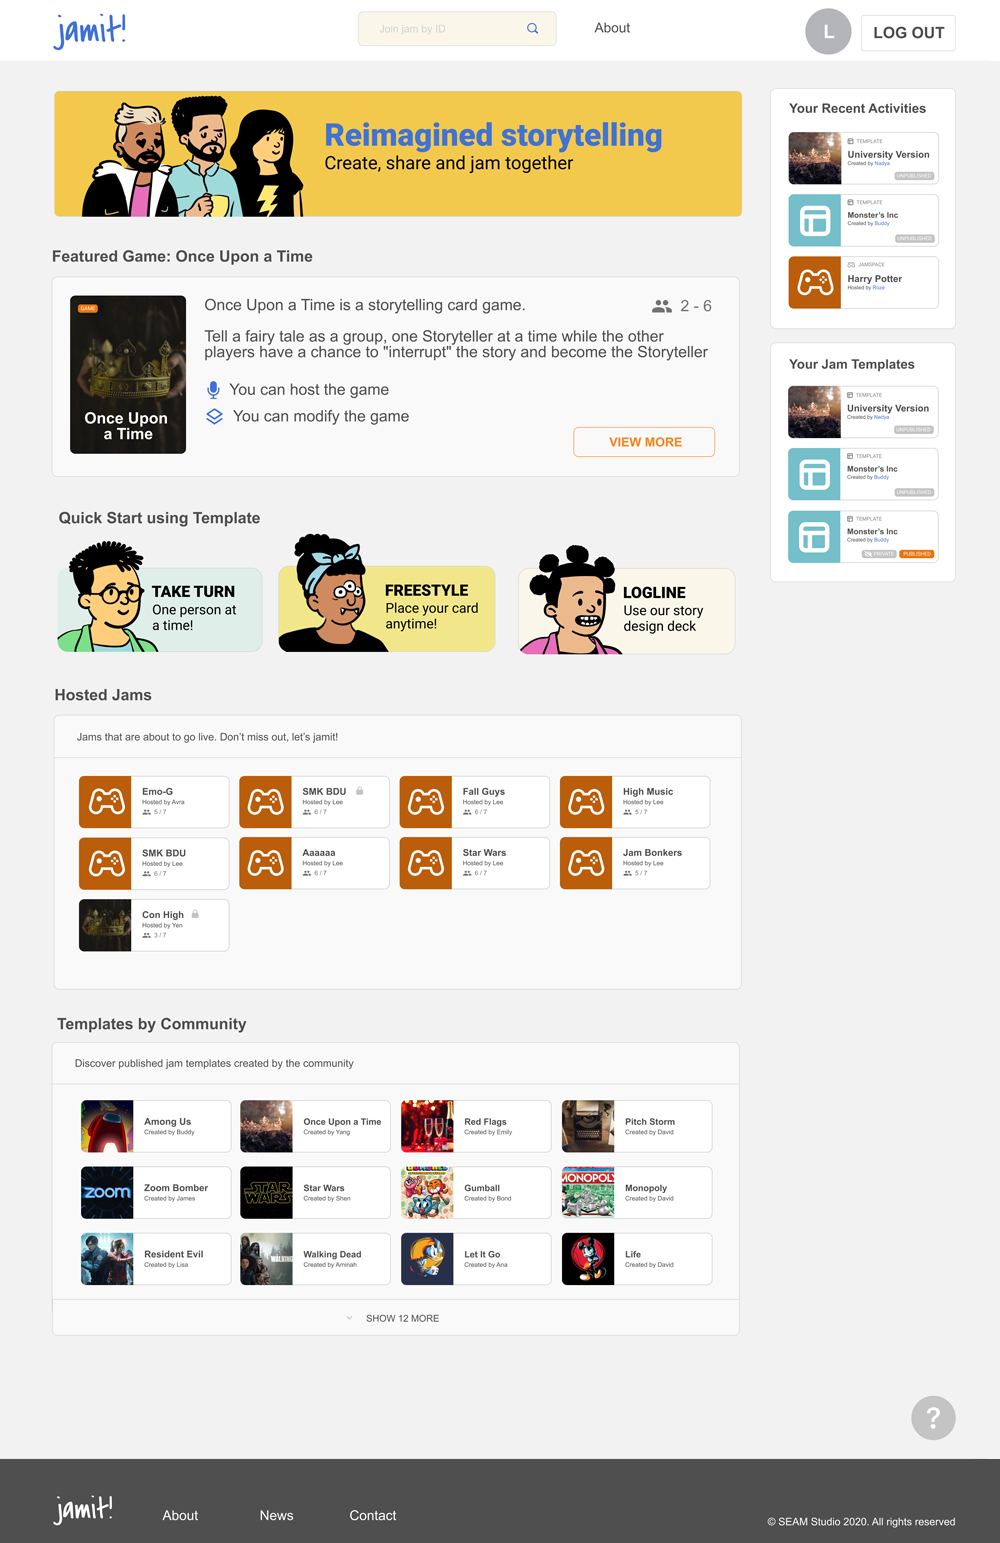 jamit!
Join jam by ID
About
L
LOG OUT
Reimagined storytelling
Create, share and jam together
Featured Game: Once Upon a Time
GAME
Once Upon
a Time
Once Upon a Time is a storytelling card game.
2 - 6
Tell a fairy tale as a group, one Storyteller at a time while the other
players have a chance to "interrupt" the story and become the Storyteller
You can host the game
You can modify the game
VIEW MORE
Quick Start using Template
TAKE TURN
One person at
a time!
FREESTYLE
Place your card
anytime!
LOGLINE
Use our story
design deck
Hosted Jams
Jams that are about to go live. Don't miss out, let's jamit!
Emo-G
Hosted by Avra
5 / 7
SMK BDU
Hosted by Lee
6 / 7
Fall Guys
Hosted by Lee
6 / 7
High Music
Hosted by Lee
5 / 7
SMK BDU
Hosted by Lee
6 / 7
Aaaaaa
Hosted by Lee
6 / 7
Star Wars
Hosted by Lee
6 / 7
Jam Bonkers
Hosted by Lee
5 / 7
Con High
Hosted by Yen
3 / 7
Templates by Community
Discover published jam templates created by the community
Among Us
Created by Buddy
Once Upon a Time
Created by Yang
Red Flags
Created by Emily
Pitch Storm
Created by David
zoom
Zoom Bomber
Created by James
STAR
WARS
Star Wars
Created by Shen
Gumball
Created by Bond
MONOPOLY
Monopoly
Created by David
Resident Evil
Created by Lisa
WALKING
Walking Dead
Created by Aminah
Let It Go
Created by Ana
Life
Created by David
SHOW 12 MORE
Your Recent Activities
TEMPLATE
University Version
Created by Nadya
UNPUBLISHED
TEMPLATE
Monster's Inc
Created by Buddy
UNPUBLISHED
JAMSPACE
Harry Potter
Hosted by Roze
Your Jam Templates
TEMPLATE
University Version
Created by Nadya
UNPUBLISHED
TEMPLATE
Monster's Inc
Created by Buddy
UNPUBLISHED
TEMPLATE
Monster's Inc
Created by Buddy
PRIVATE
PUBLISHED
?
jamit!
About
News
Contact
© SEAM Studio 2020. All rights reserved